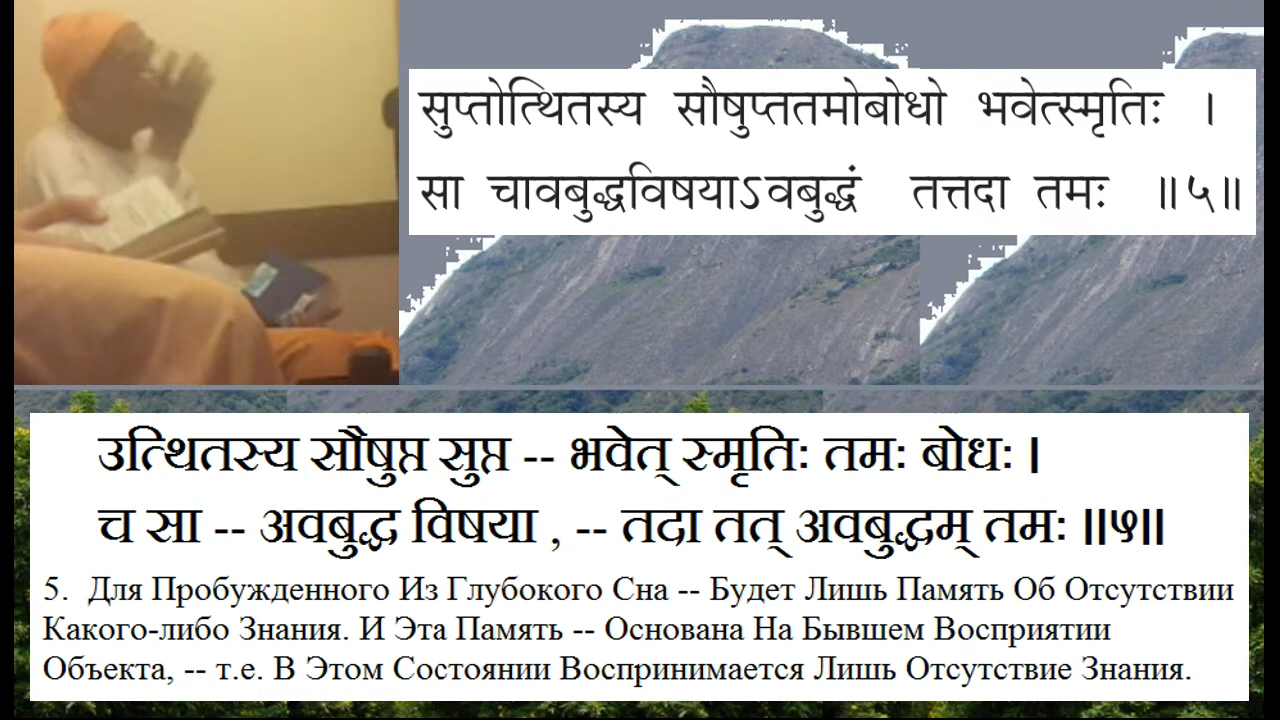 सुप्तोत्थितस्य सौषुप्ततमोबोधो भवेत्स्मृतिः ।
सा चावबुद्धविषयाऽवबुद्धं तत्तदा तमः ॥५॥
उत्थितस्य सौषुप्त सुप्त -- भवेत् स्मृतिः तमः बोधः ।
च सा -- अवबुद्ध विषया , -- तदा तत् अवबुद्धम् तमः ॥५॥
5. Для Пробужденного Из Глубокого Сна -- Будет Лишь Память Об Отсутствии
Какого-либо Знания. И Эта Память -- Основана На Бывшем Восприятии
Объекта, -- т.е. В Этом Состоянии Воспринимается Лишь Отсутствие Знания.